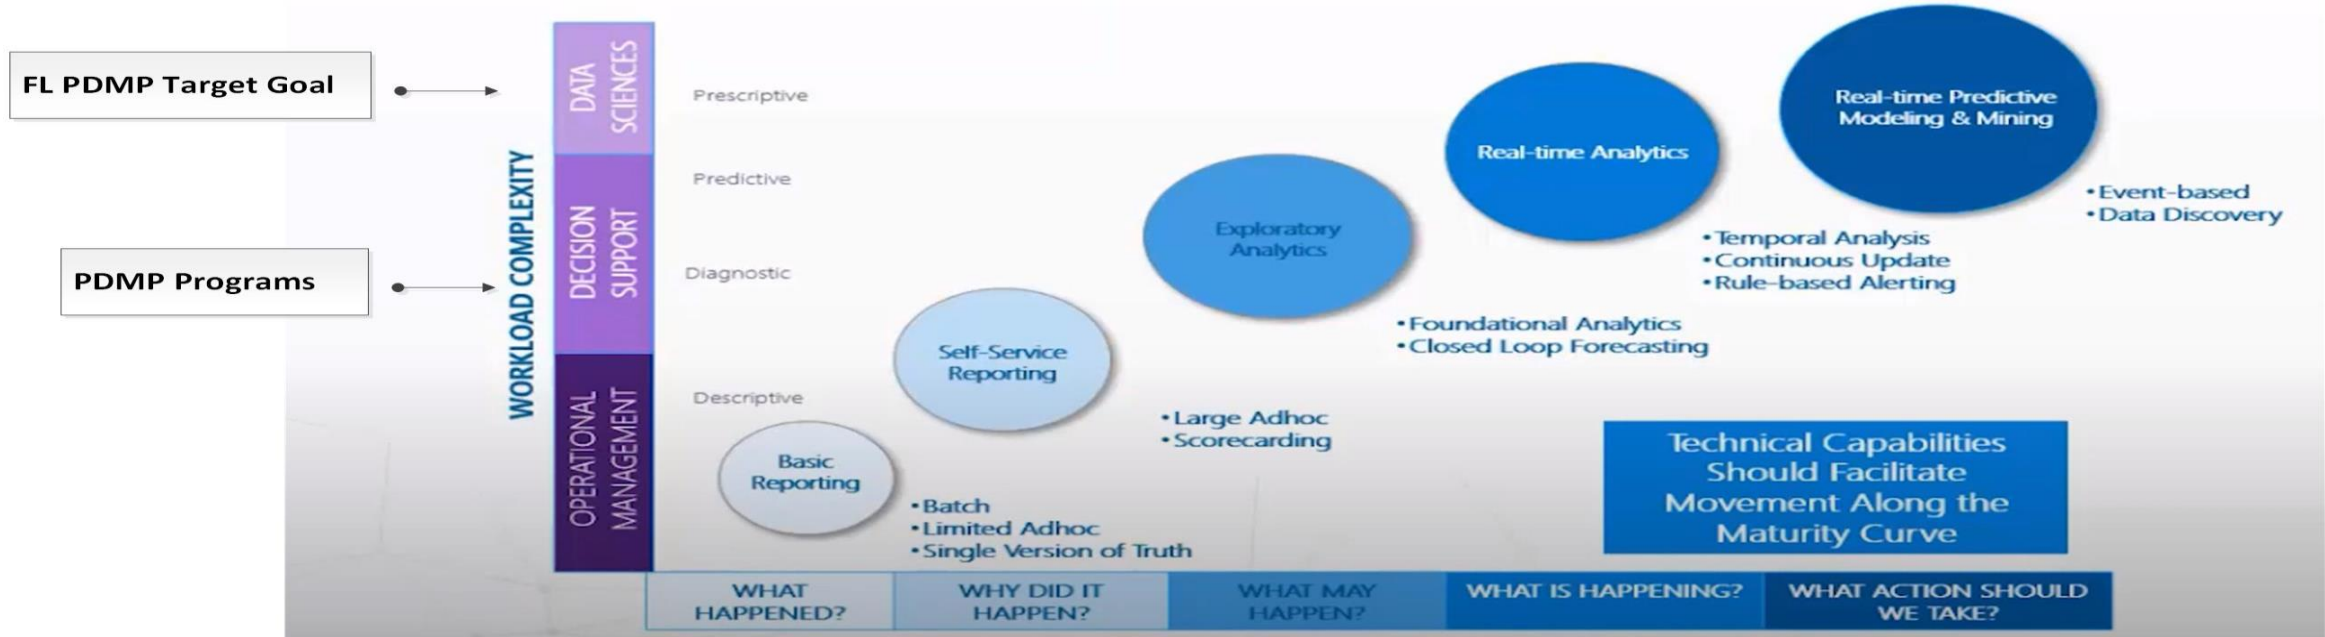 FL PDMP Target Goal
PDMP Programs
WORKLOAD COMPLEXITY
DATA
SCIENCES
DECISION
SUPPORT
OPERATIONAL
MANAGEMENT
Prescriptive
Predictive
Diagnostic
Descriptive
Basic
Reporting
•Batch
•Limited Adhoc
•Single Version of Truth
Self-Service
Reporting
•Large Adhoc
•Scorecarding
Exploratory
Analytics
•Foundational Analytics
•Closed Loop Forecasting
Real-time Analytics
•Temporal Analysis
•Continuous Update
•Rule-based Alerting
Real-time Predictive
Modeling & Mining
•Event-based
•Data Discovery
Technical Capabilities
Should Facilitate
Movement Along the
Maturity Curve
WHAT
HAPPENED?
WHY DID IT
HAPPEN?
WHAT MAY
HAPPEN?
WHAT IS HAPPENING?
WHAT ACTION SHOULD
WE TAKE?